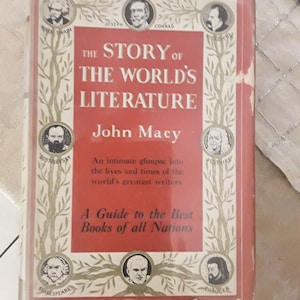 JOSEPH CONRAD
THE STORY OF
THE WORLD'S
LITERATURE
John Macy
An intimate glimpse into
the lives and times of the
world's greatest writers
A Guide to the Best
Books of all Nations
SHAKESPEARE